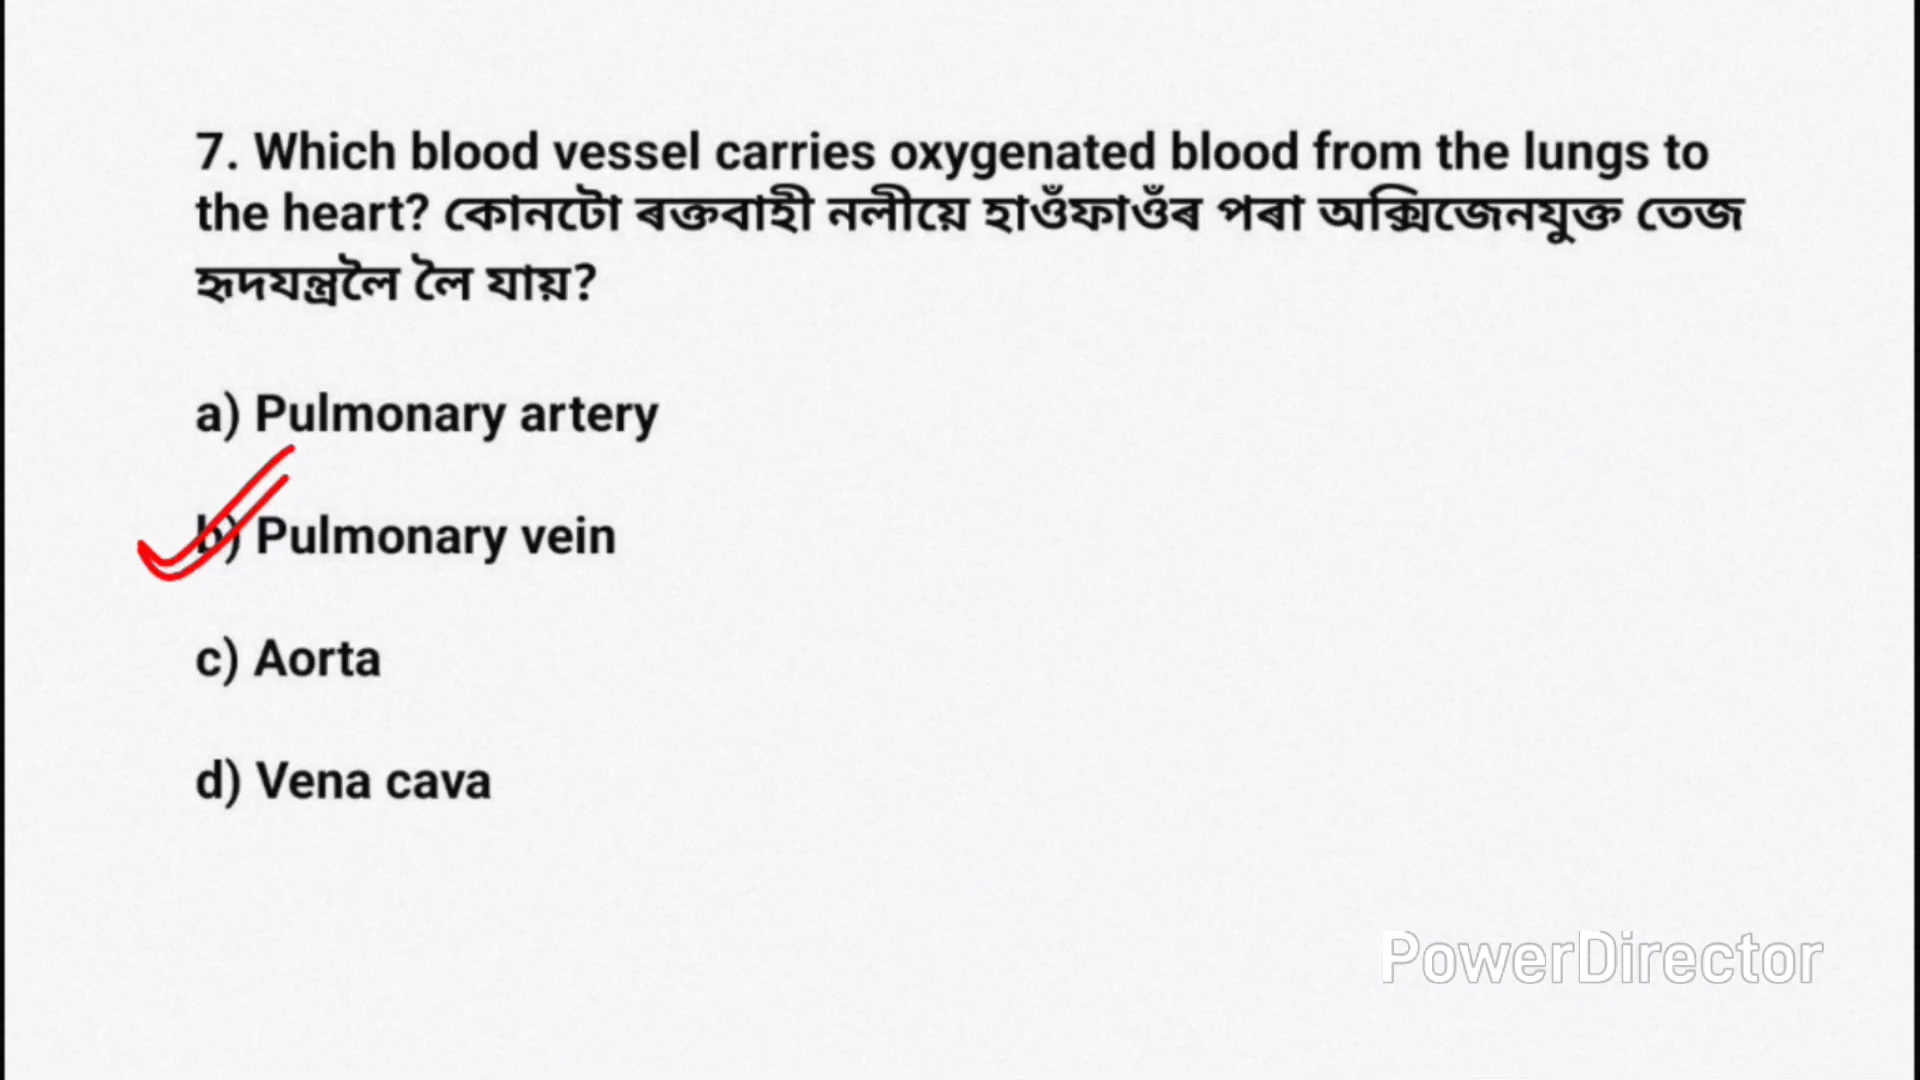 7. Which blood vessel carries oxygenated blood from the lungs to
the heart? কোনটো ৰক্তবাহী নলীয়ে হাওঁফাওঁৰ পৰা অক্সিজেনযুক্ত তেজ
হৃদযন্ত্ৰলৈ লৈ যায়?
a) Pulmonary artery
b) Pulmonary vein
c) Aorta
d) Vena cava
PowerDirector